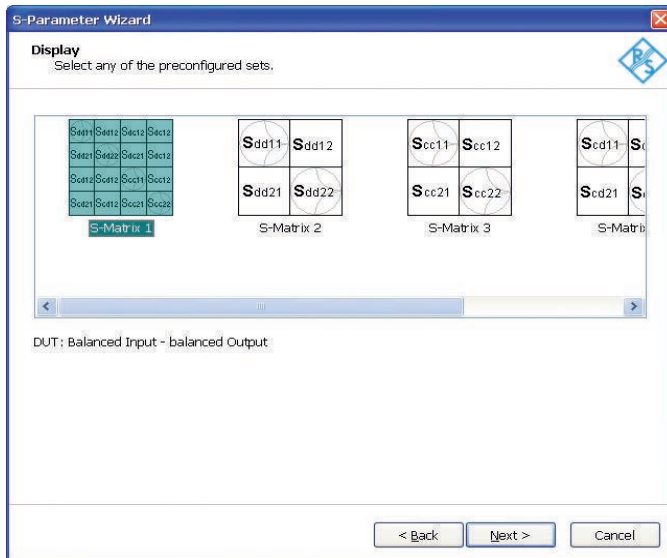 S-Parameter Wizard
Display
Select any of the preconfigured sets.
R S
Sdd11 Sdd12 Sdc12 Sdc12
Sdd21 Sdd22 Sdc21 Sdc12
Scd12 Scd12 Scc11 Scc12
Scd21 Scd12 Scc21 Scc22
S-Matrix 1
Sdd11 Sdd12
Sdd21 Sdd22
S-Matrix 2
Scc11 Scc12
Scc21 Scc22
S-Matrix 3
Scd11 S
Scd21 S
S-Matrix
DUT: Balanced Input - balanced Output
< Back Next > Cancel